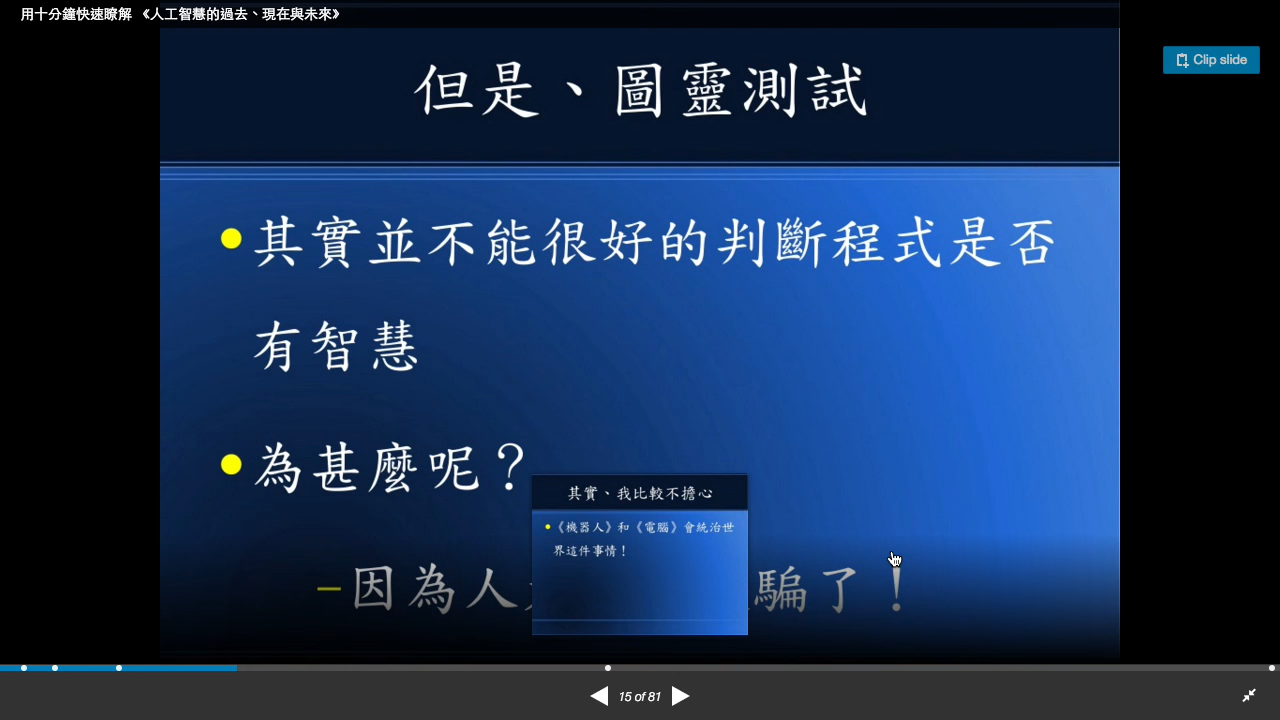 用十分鐘快速瞭解 《人工智慧的過去、現在與未來》
Clip slide
但是、圖靈測試
其實並不能很好的判斷程式是否
有智慧
為甚麼呢？
因為人
騙了！
其實、我比較不擔心
《機器人》和《電腦》會統治世
界這件事情！
15 of 81